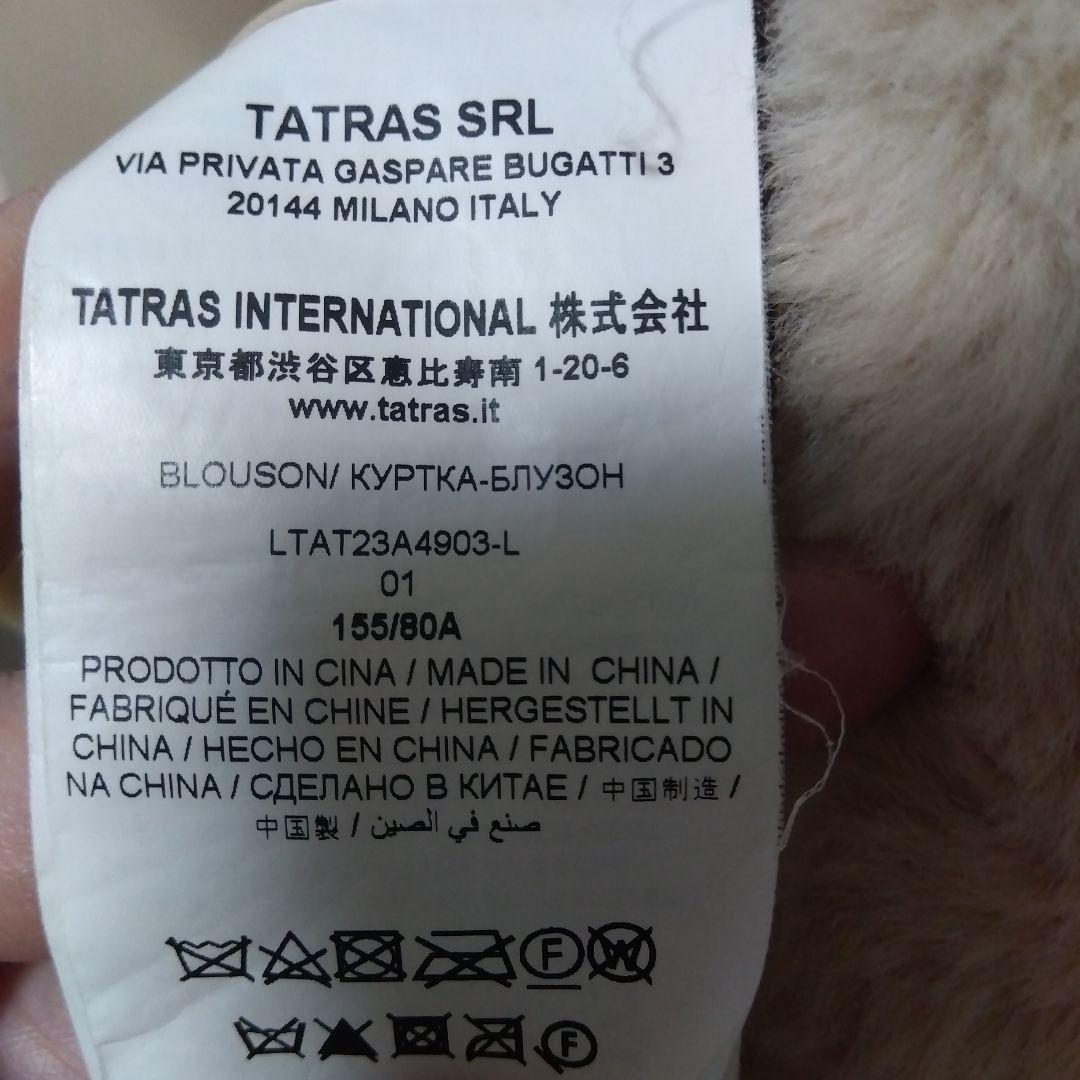 TATRAS SRL
VIA PRIVATA GASPARE BUGATTI 3
20144 MILANO ITALY
TATRAS INTERNATIONAL 株式会社
東京都渋谷区恵比寿南 1-20-6
www.tatras.it
BLOUSON/ КУРТКА-БЛУЗОН
LTAT23A4903-L
01
155/80A
PRODOTTO IN CINA / MADE IN CHINA /
FABRIQUÉ EN CHINE / HERGESTELLT IN
CHINA / HECHO EN CHINA / FABRICADO
NA CHINA / СДЕЛАНО В КИТАЕ / 中国制造 /
中国製 / صنع في الصين
F W
F